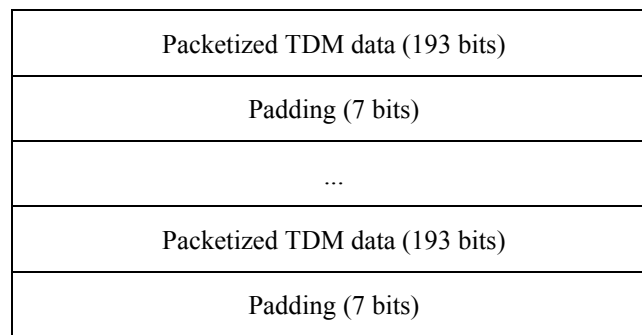 Packetized TDM data (193 bits)
Padding (7 bits)
...
Packetized TDM data (193 bits)
Padding (7 bits)